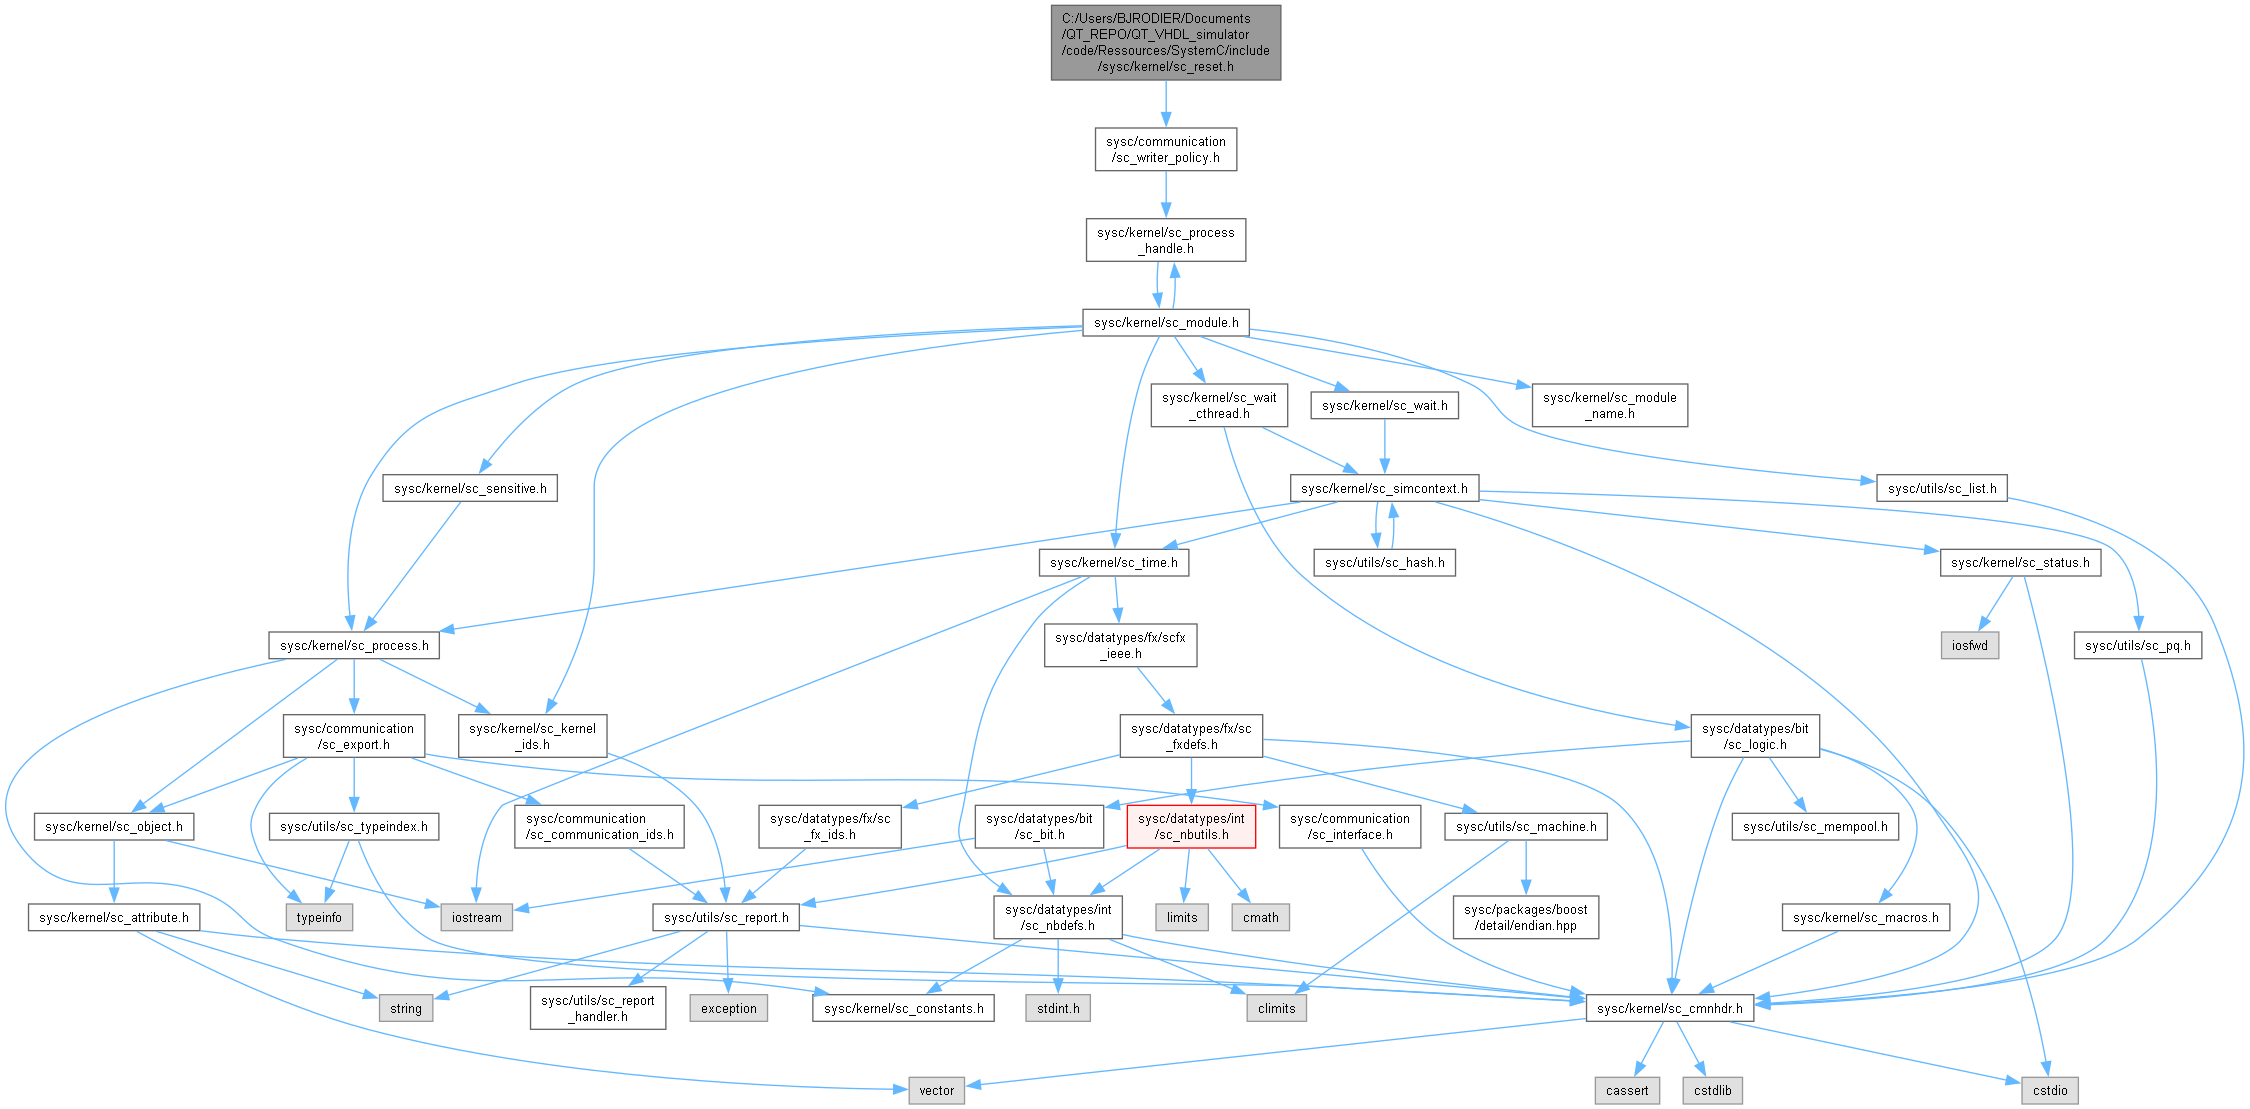 C:/Users/BJRODIER/Documents
/QT_REPO/QT_VHDL_simulator
/code/Ressources/SystemC/include
/sysc/kernel/sc_reset.h
sysc/communication
/sc_writer_policy.h
sysc/kernel/sc_process
_handle.h
sysc/kernel/sc_module.h
sysc/kernel/sc_wait
_cthread.h
sysc/kernel/sc_wait.h
sysc/kernel/sc_module
_name.h
sysc/kernel/sc_sensitive.h
sysc/kernel/sc_simcontext.h
sysc/utils/sc_list.h
sysc/kernel/sc_time.h
sysc/utils/sc_hash.h
sysc/kernel/sc_status.h
sysc/kernel/sc_process.h
sysc/datatypes/fx/scfx
_ieee.h
iosfwd
sysc/utils/sc_pq.h
sysc/communication
/sc_export.h
sysc/kernel/sc_kernel
_ids.h
sysc/datatypes/fx/sc
_fxdefs.h
sysc/datatypes/bit
/sc_logic.h
sysc/kernel/sc_object.h
sysc/utils/sc_typeindex.h
sysc/communication
/sc_communication_ids.h
sysc/datatypes/fx/sc
_fx_ids.h
sysc/datatypes/bit
/sc_bit.h
sysc/datatypes/int
/sc_nbutils.h
sysc/communication
/sc_interface.h
sysc/utils/sc_machine.h
sysc/utils/sc_mempool.h
sysc/kernel/sc_attribute.h
typeinfo
iostream
sysc/utils/sc_report.h
sysc/datatypes/int
/sc_nbdefs.h
limits
cmath
sysc/packages/boost
/detail/endian.hpp
sysc/kernel/sc_macros.h
string
sysc/utils/sc_report
_handler.h
exception
sysc/kernel/sc_constants.h
stdint.h
climits
sysc/kernel/sc_cmnhdr.h
vector
cassert
cstdlib
cstdio